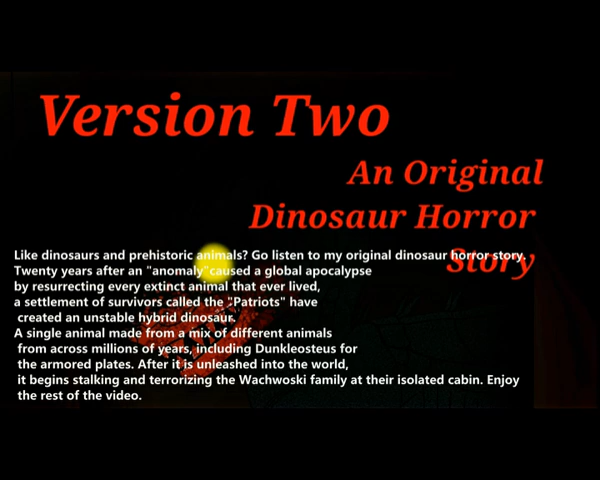 Version Two
An Original
Dinosaur Horror
Story
Like dinosaurs and prehistoric animals? Go listen to my original dinosaur horror story.
Twenty years after an "anomaly"caused a global apocalypse
by resurrecting every extinct animal that ever lived,
a settlement of survivors called the "Patriots" have
created an unstable hybrid dinosaur.
A single animal made from a mix of different animals
from across millions of years, including Dunkleosteus for
the armored plates. After it is unleashed into the world,
it begins stalking and terrorizing the Wachwoski family at their isolated cabin. Enjoy
the rest of the video.